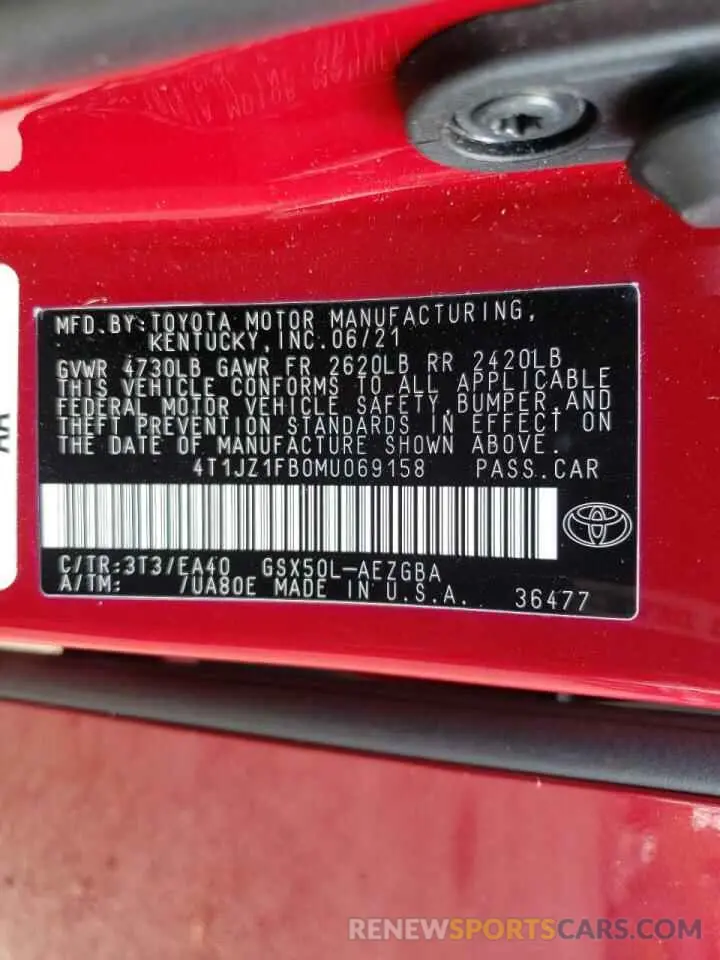 MFD.BY:TOYOTA MOTOR MANUFACTURING,
KENTUCKY, INC.06/21
GVWR 4730LB GAWR FR 2620LB RR 2420LB
THIS VEHICLE CONFORMS TO ALL APPLICABLE
FEDERAL MOTOR VEHICLE SAFETY,BUMPER,AND
THEFT PREVENTION STANDARDS IN EFFECT ON
THE DATE OF MANUFACTURE SHOWN ABOVE.
4T1JZ1FB0MU069158 PASS.CAR
C/TR:3T3/EA40 GSX50L-AEZGBA
A/TM: /UA80E MADE IN U.S.A. 36477
AA
RENEWSPORTSCARS.COM